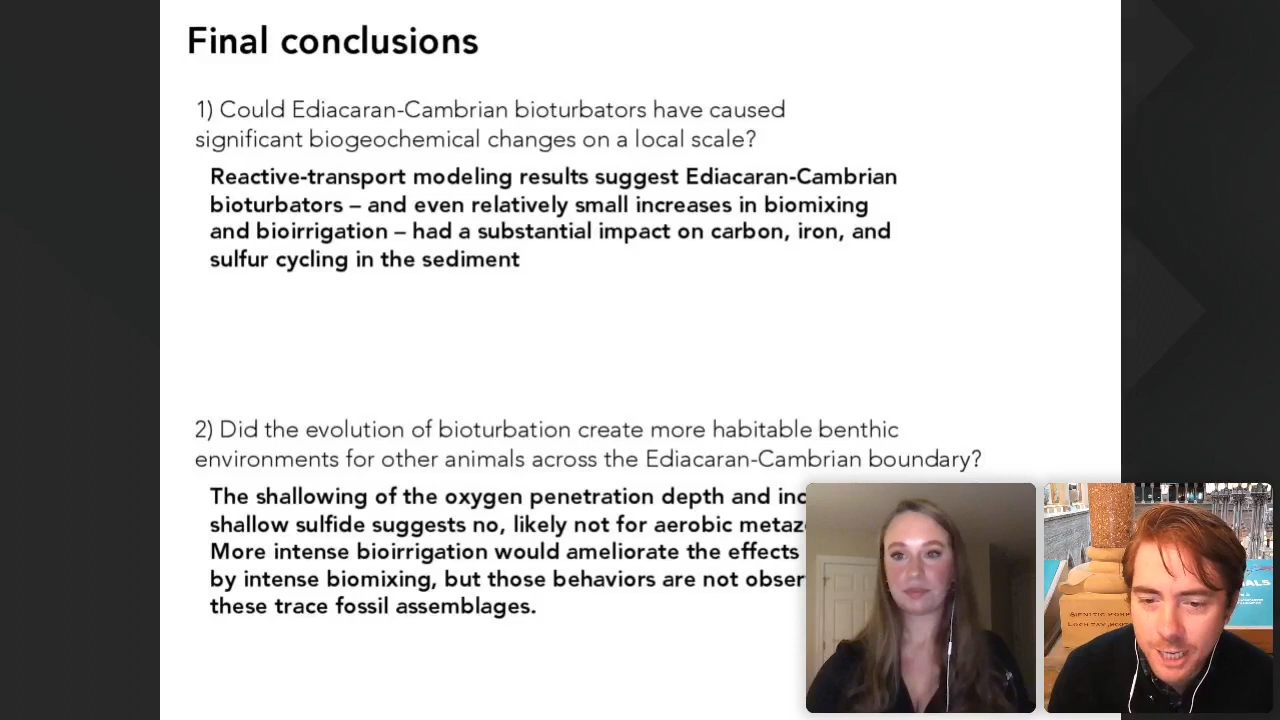 Final conclusions
1) Could Ediacaran-Cambrian bioturbators have caused
significant biogeochemical changes on a local scale?
Reactive-transport modeling results suggest Ediacaran-Cambrian
bioturbators – and even relatively small increases in biomixing
and bioirrigation – had a substantial impact on carbon, iron, and
sulfur cycling in the sediment
2) Did the evolution of bioturbation create more habitable benthic
environments for other animals across the Ediacaran-Cambrian boundary?
The shallowing of the oxygen penetration depth and inc
shallow sulfide suggests no, likely not for aerobic metaz
More intense bioirrigation would ameliorate the effects
by intense biomixing, but those behaviors are not obser
these trace fossil assemblages.